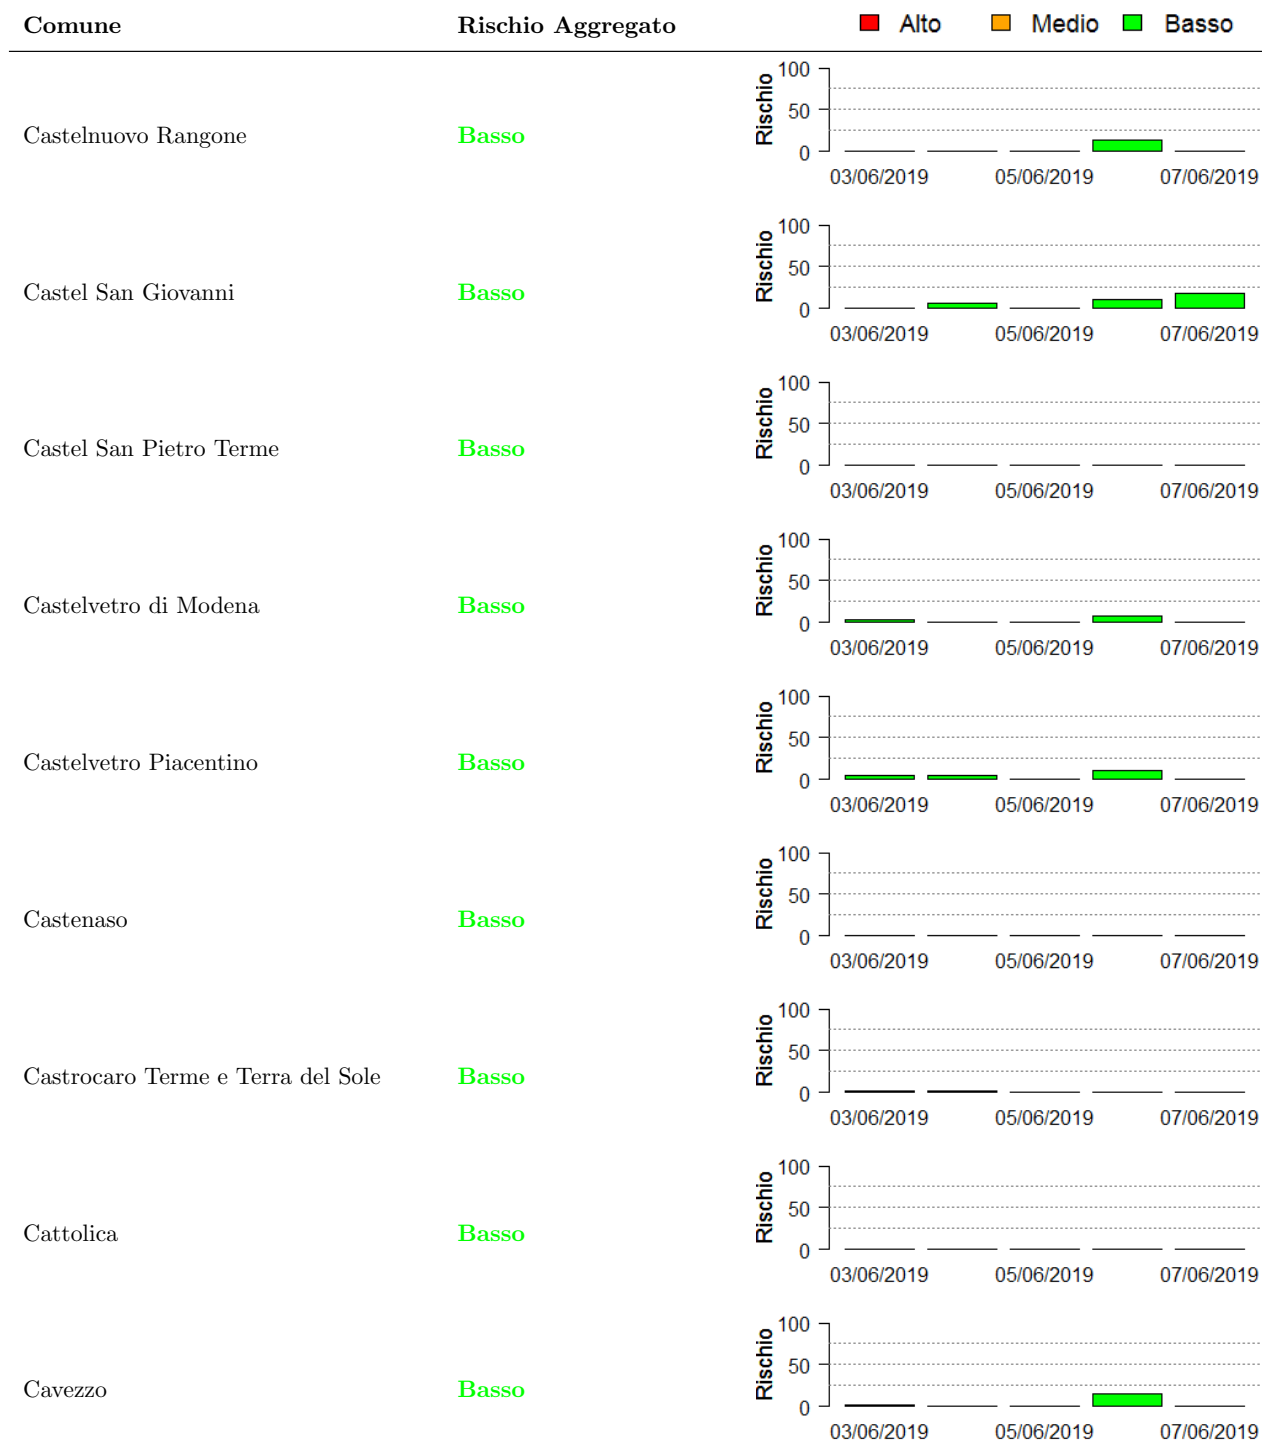 Comune Rischio Aggregato Alto Medio Basso
100
50
0
Rischio
Castelnuovo Rangone Basso
03/06/2019 05/06/2019 07/06/2019
100
50
0
Rischio
Castel San Giovanni Basso
03/06/2019 05/06/2019 07/06/2019
100
50
0
Rischio
Castel San Pietro Terme Basso
03/06/2019 05/06/2019 07/06/2019
100
50
0
Rischio
Castelvetro di Modena Basso
03/06/2019 05/06/2019 07/06/2019
100
50
0
Rischio
Castelvetro Piacentino Basso
03/06/2019 05/06/2019 07/06/2019
100
50
0
Rischio
Castenaso Basso
03/06/2019 05/06/2019 07/06/2019
100
50
0
Rischio
Castrocaro Terme e Terra del Sole Basso
03/06/2019 05/06/2019 07/06/2019
100
50
0
Rischio
Cattolica Basso
03/06/2019 05/06/2019 07/06/2019
100
50
0
Rischio
Cavezzo Basso
03/06/2019 05/06/2019 07/06/2019